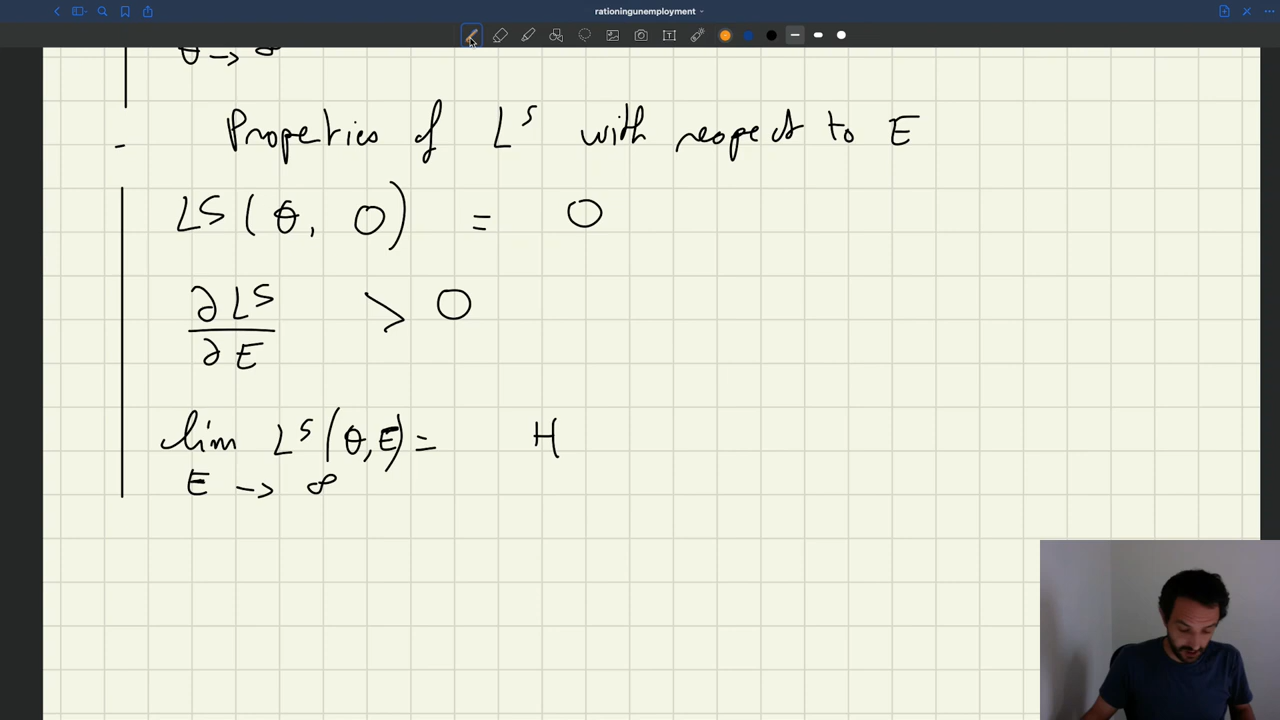 rationingunemployment
θ → ∞
- Properties of L^s with respect to E
L^s(θ, 0) = 0
∂L^s / ∂E > 0
lim L^s(θ, E) = H
E → ∞